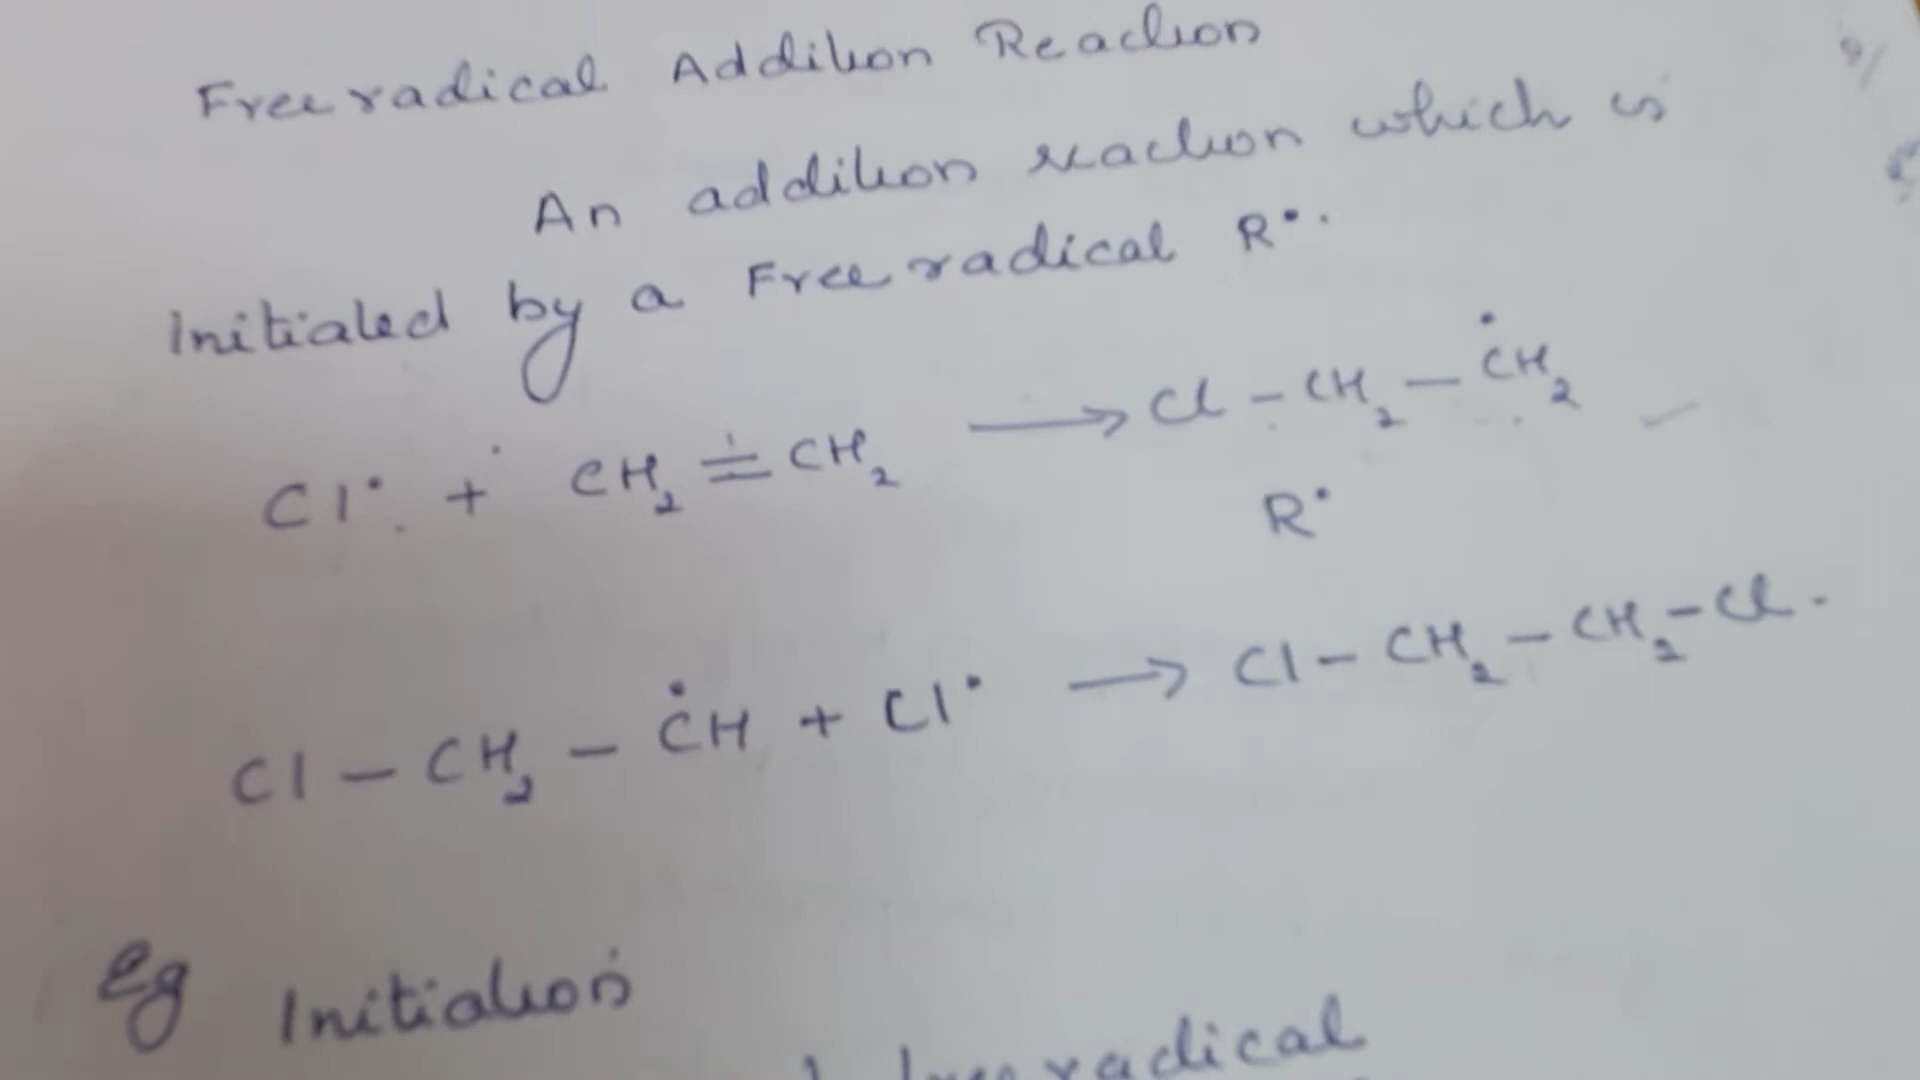 Free radical Addition Reaction
An addition reaction which is
Initiated by a Free radical R•.
Cl• + CH₂ = CH₂ ⟶ Cl – CH₂ – ĊH₂
R•
Cl – CH₂ – ĊH + Cl• ⟶ Cl – CH₂ – CH₂ – Cl.
Eg Initiation
radical